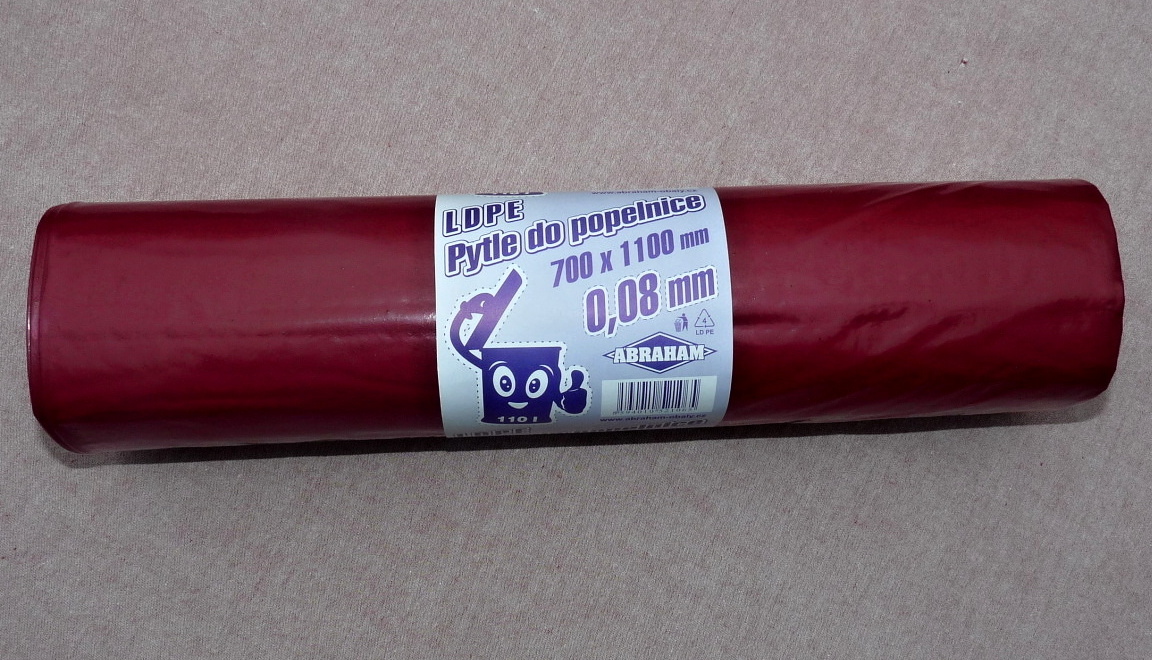 www.abraham-obaly.cz
LDPE
Pytle do popelnice
700 x 1100 mm
0,08 mm
4
LD PE
ABRAHAM
110 l
www.abraham-obaly.cz